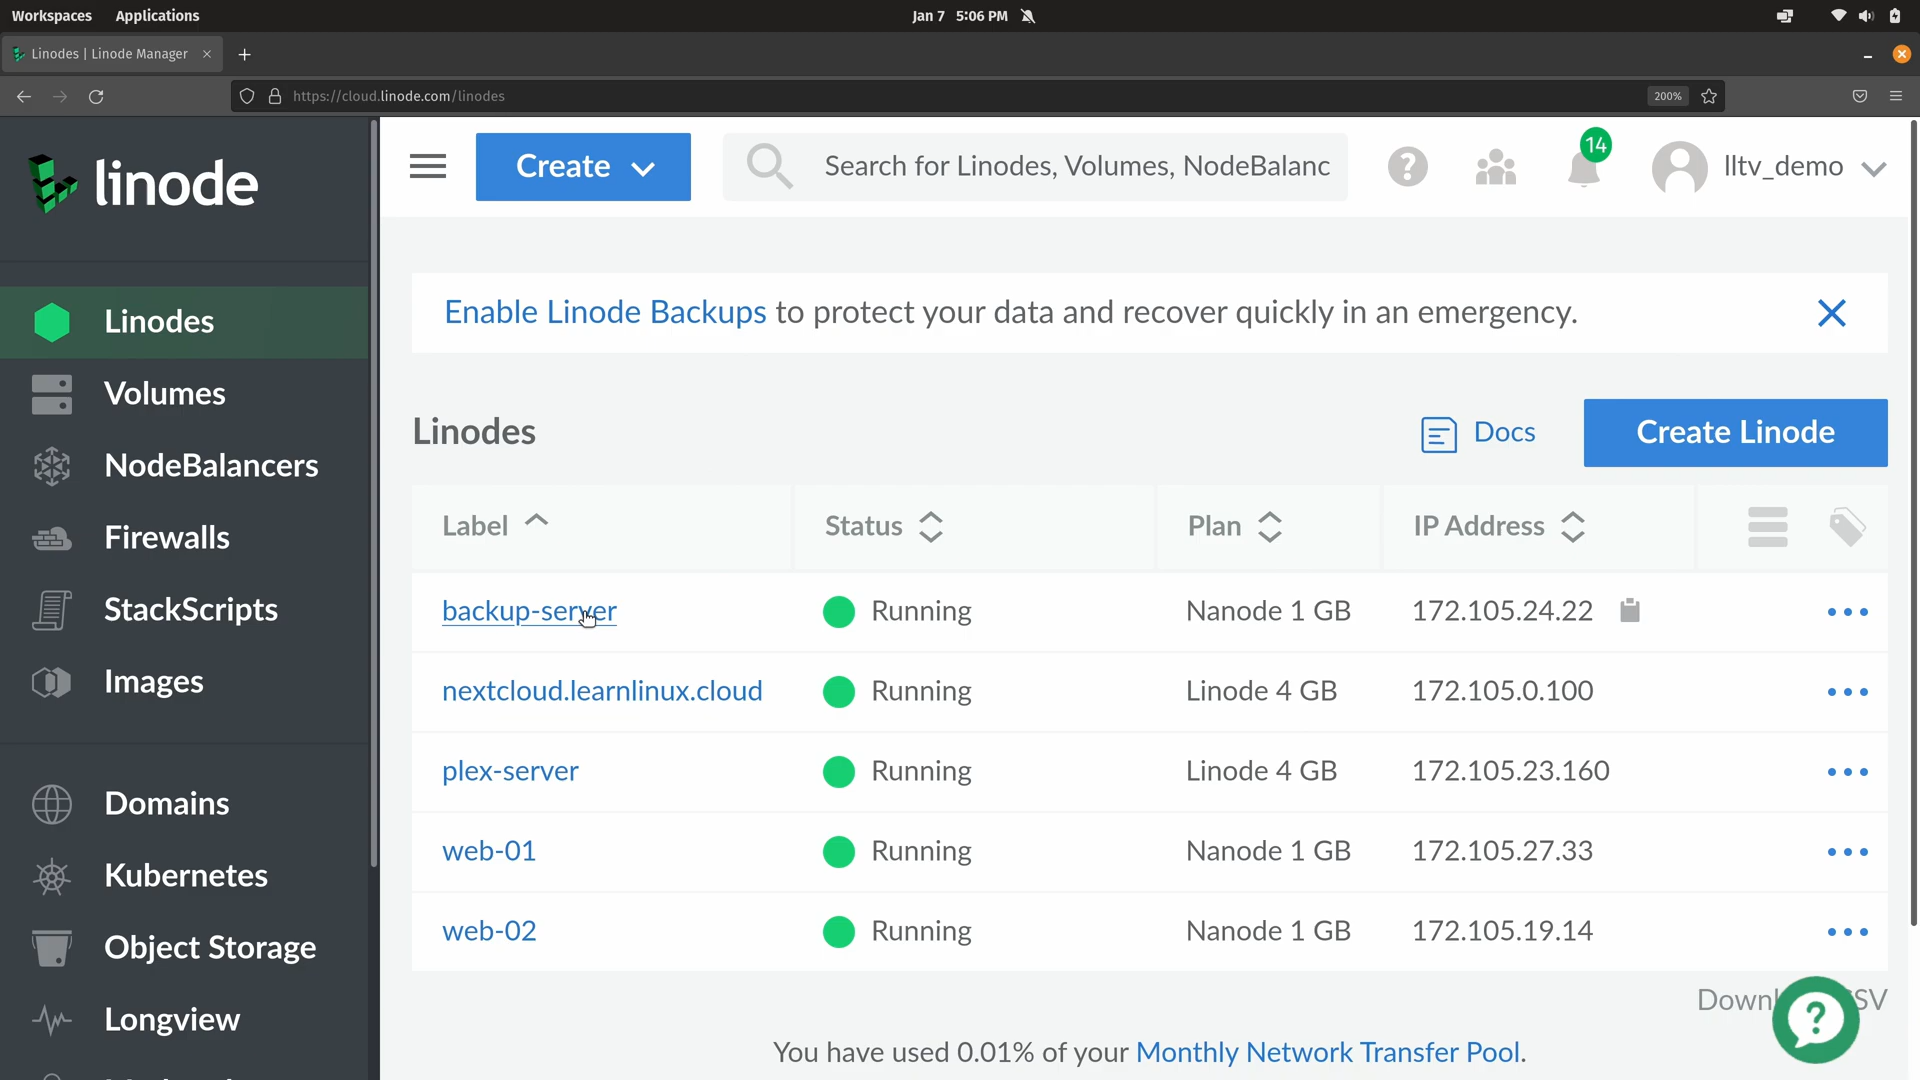 Workspaces Applications Jan 7 5:06 PM
Linodes | Linode Manager
https://cloud.linode.com/linodes 200%
linode
Create Search for Linodes, Volumes, NodeBalanc 14 lltv_demo
Enable Linode Backups to protect your data and recover quickly in an emergency.
Linodes
Volumes
NodeBalancers
Firewalls
StackScripts
Images
Domains
Kubernetes
Object Storage
Longview
Linodes Docs Create Linode
Label Status Plan IP Address
backup-server Running Nanode 1 GB 172.105.24.22
nextcloud.learnlinux.cloud Running Linode 4 GB 172.105.0.100
plex-server Running Linode 4 GB 172.105.23.160
web-01 Running Nanode 1 GB 172.105.27.33
web-02 Running Nanode 1 GB 172.105.19.14
You have used 0.01% of your Monthly Network Transfer Pool.